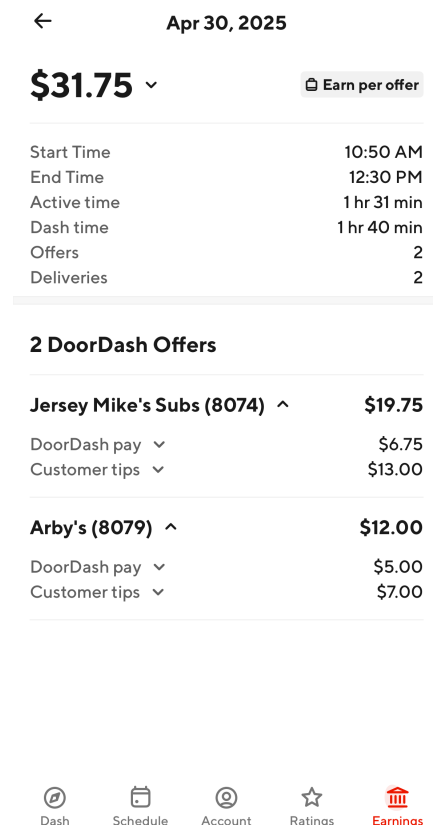 Apr 30, 2025
$31.75 Earn per offer
Start Time 10:50 AM
End Time 12:30 PM
Active time 1 hr 31 min
Dash time 1 hr 40 min
Offers 2
Deliveries 2
2 DoorDash Offers
Jersey Mike's Subs (8074) $19.75
DoorDash pay $6.75
Customer tips $13.00
Arby's (8079) $12.00
DoorDash pay $5.00
Customer tips $7.00
Dash Schedule Account Ratings Earnings